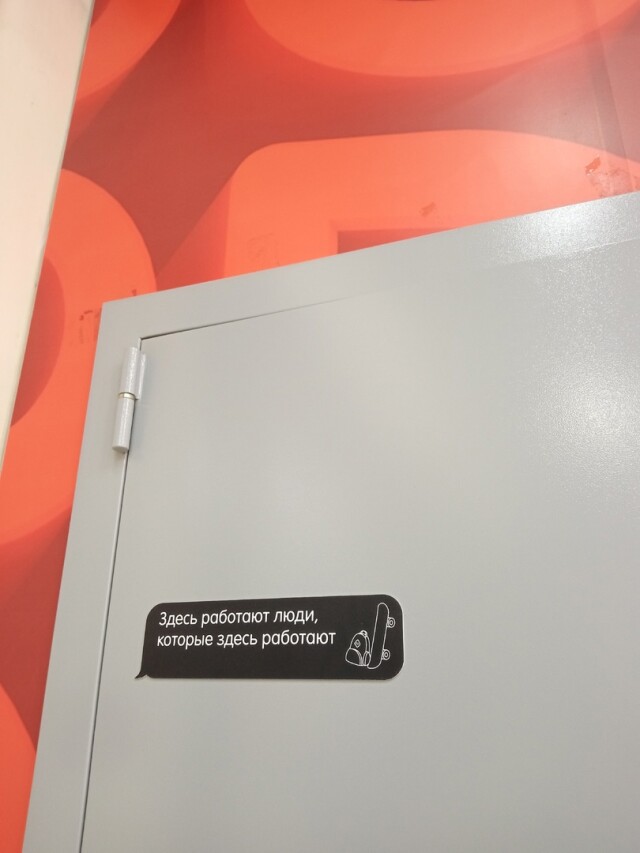 Здесь работают люди,
которые здесь работают